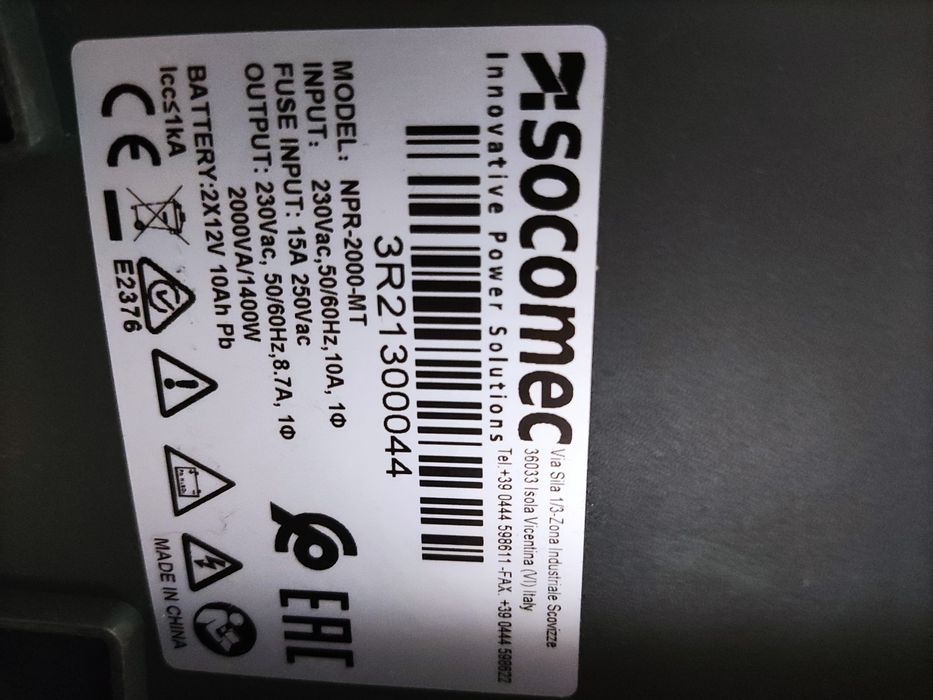 socomec
Innovative Power Solutions
Via Sila 1/3-Zona Industriale Scovizze
36033 Isola Vicentina (VI) Italy
Tel.+39 0444 598611 -FAX. +39 0444 598622
3R2130044
MODEL: NPR-2000-MT
INPUT: 230Vac,50/60Hz,10A, 1Φ
FUSE INPUT: 15A 250Vac
OUTPUT: 230Vac, 50/60Hz,8.7A, 1Φ
2000VA/1400W
BATTERY:2X12V 10Ah Pb
Icc≤1kA
CE
E2376
EAC
MADE IN CHINA